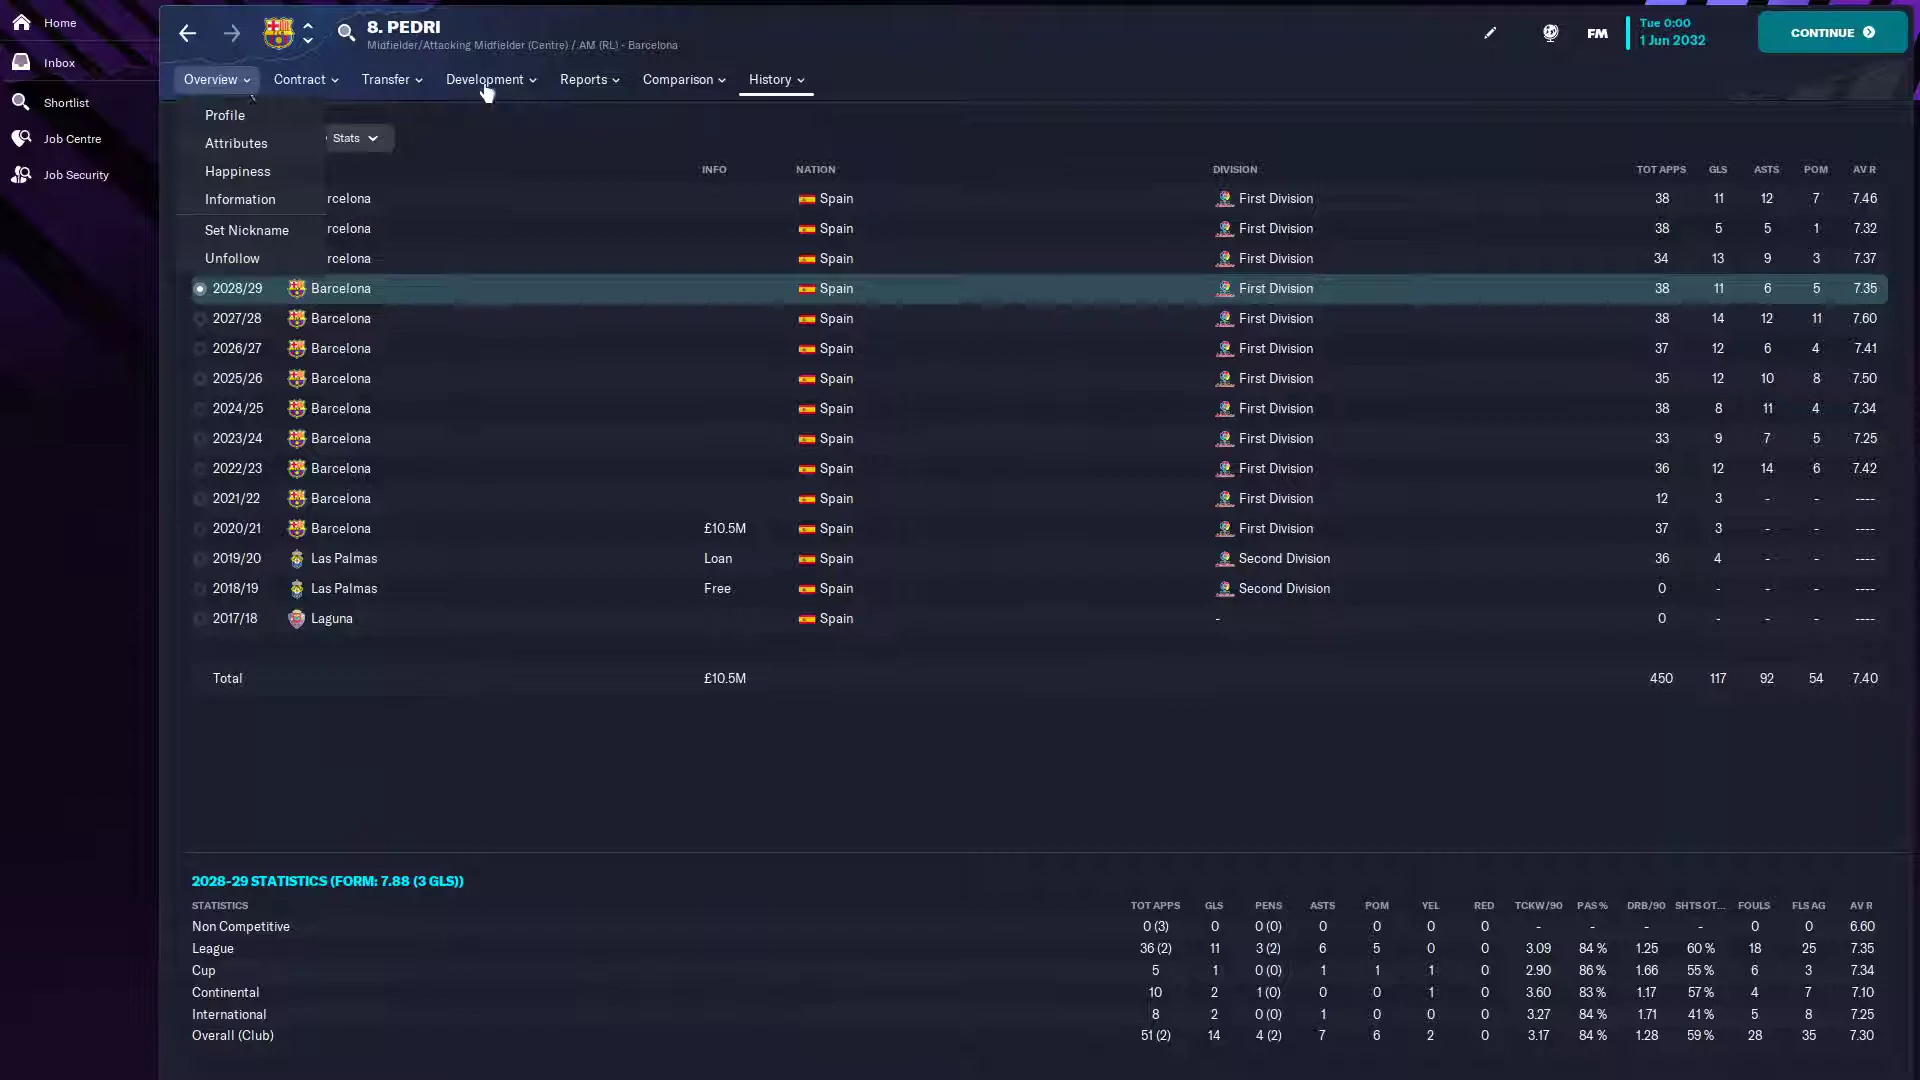 Home
Inbox
Shortlist
Job Centre
Job Security
8. PEDRI
Midfielder/Attacking Midfielder (Centre) / AM (RL) - Barcelona
FM
Tue 0:00
1 Jun 2032
CONTINUE
Overview Contract Transfer Development Reports Comparison History
Profile
Attributes
Happiness
Information
Set Nickname
Unfollow
Stats
INFO NATION DIVISION TOT APPS GLS ASTS POM AV R
rcelona Spain First Division 38 11 12 7 7.46
rcelona Spain First Division 38 5 5 1 7.32
rcelona Spain First Division 34 13 9 3 7.37
2028/29 Barcelona Spain First Division 38 11 6 5 7.35
2027/28 Barcelona Spain First Division 38 14 12 11 7.60
2026/27 Barcelona Spain First Division 37 12 6 4 7.41
2025/26 Barcelona Spain First Division 35 12 10 8 7.50
2024/25 Barcelona Spain First Division 38 8 11 4 7.34
2023/24 Barcelona Spain First Division 33 9 7 5 7.25
2022/23 Barcelona Spain First Division 36 12 14 6 7.42
2021/22 Barcelona Spain First Division 12 3 - - ----
2020/21 Barcelona £10.5M Spain First Division 37 3 - - ----
2019/20 Las Palmas Loan Spain Second Division 36 4 - - ----
2018/19 Las Palmas Free Spain Second Division 0 - - - ----
2017/18 Laguna Spain - 0 - - - ----
Total £10.5M 450 117 92 54 7.40
2028-29 STATISTICS (FORM: 7.88 (3 GLS))
STATISTICS TOT APPS GLS PENS ASTS POM YEL RED TCKW/90 PAS % DRB/90 SHTS OT... FOULS FLS AG AV R
Non Competitive 0 (3) 0 0 (0) 0 0 0 0 - - - - 0 0 6.60
League 36 (2) 11 3 (2) 6 5 0 0 3.09 84 % 1.25 60 % 18 25 7.35
Cup 5 1 0 (0) 1 1 1 0 2.90 86 % 1.66 55 % 6 3 7.34
Continental 10 2 1 (0) 0 0 1 0 3.60 83 % 1.17 57 % 4 7 7.10
International 8 2 0 (0) 1 0 0 0 3.27 84 % 1.71 41 % 5 8 7.25
Overall (Club) 51 (2) 14 4 (2) 7 6 2 0 3.17 84 % 1.28 59 % 28 35 7.30